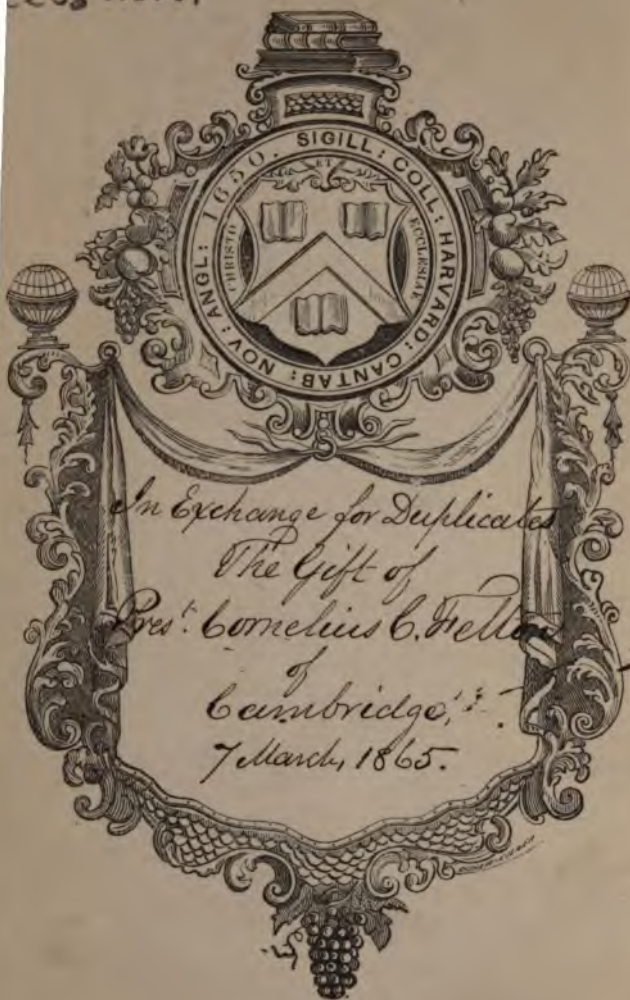 SIGILL: COLL: HARVARD: CANTAB: NOV: ANGL: 1650.
ET
CHRISTO
ECCLESIAE
In Exchange for Duplicates
The Gift of
Prest. Cornelius C. Felton
of
Cambridge,
7 March, 1865.